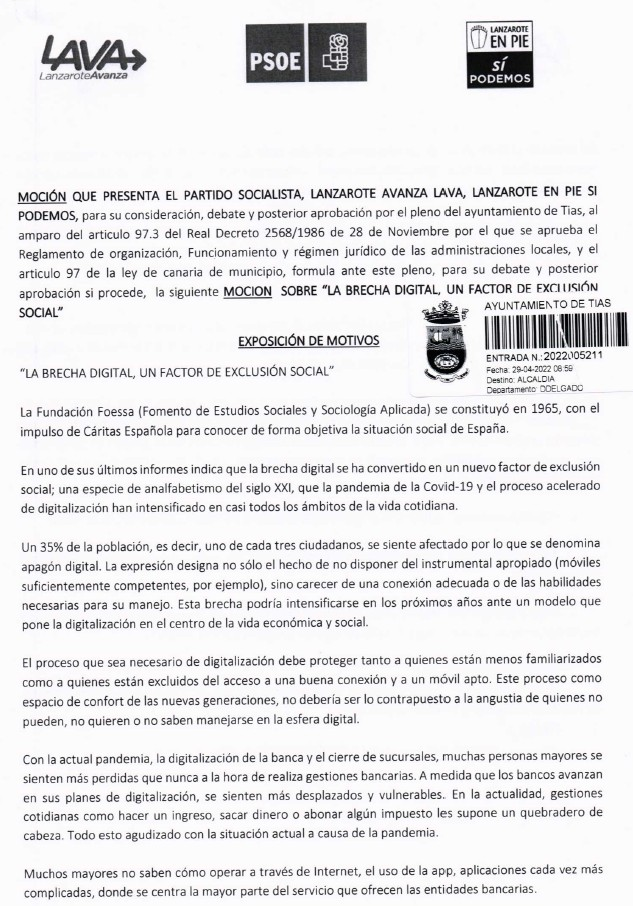 LAVA
LanzaroteAvanza
PSOE
LANZAROTE
EN PIE
sí
PODEMOS
MOCIÓN QUE PRESENTA EL PARTIDO SOCIALISTA, LANZAROTE AVANZA LAVA, LANZAROTE EN PIE SI
PODEMOS, para su consideración, debate y posterior aprobación por el pleno del ayuntamiento de Tias, al
amparo del articulo 97.3 del Real Decreto 2568/1986 de 28 de Noviembre por el que se aprueba el
Reglamento de organización, Funcionamiento y régimen jurídico de las administraciones locales, y el
articulo 97 de la ley de canaria de municipio, formula ante este pleno, para su debate y posterior
aprobación si procede, la siguiente MOCION SOBRE "LA BRECHA DIGITAL, UN FACTOR DE EXCLUSIÓN
SOCIAL"
AYUNTAMIENTO DE TIAS
ENTRADA N.: 2022005211
Fecha: 29-04-2022 08:59
Destino: ALCALDIA
Departamento: DDELGADO
EXPOSICIÓN DE MOTIVOS
"LA BRECHA DIGITAL, UN FACTOR DE EXCLUSIÓN SOCIAL"
La Fundación Foessa (Fomento de Estudios Sociales y Sociología Aplicada) se constituyó en 1965, con el
impulso de Cáritas Española para conocer de forma objetiva la situación social de España.
En uno de sus últimos informes indica que la brecha digital se ha convertido en un nuevo factor de exclusión
social; una especie de analfabetismo del siglo XXI, que la pandemia de la Covid-19 y el proceso acelerado
de digitalización han intensificado en casi todos los ámbitos de la vida cotidiana.
Un 35% de la población, es decir, uno de cada tres ciudadanos, se siente afectado por lo que se denomina
apagón digital. La expresión designa no sólo el hecho de no disponer del instrumental apropiado (móviles
suficientemente competentes, por ejemplo), sino carecer de una conexión adecuada o de las habilidades
necesarias para su manejo. Esta brecha podría intensificarse en los próximos años ante un modelo que
pone la digitalización en el centro de la vida económica y social.
El proceso que sea necesario de digitalización debe proteger tanto a quienes están menos familiarizados
como a quienes están excluidos del acceso a una buena conexión y a un móvil apto. Este proceso como
espacio de confort de las nuevas generaciones, no debería ser lo contrapuesto a la angustia de quienes no
pueden, no quieren o no saben manejarse en la esfera digital.
Con la actual pandemia, la digitalización de la banca y el cierre de sucursales, muchas personas mayores se
sienten más perdidas que nunca a la hora de realiza gestiones bancarias. A medida que los bancos avanzan
en sus planes de digitalización, se sienten más desplazados y vulnerables. En la actualidad, gestiones
cotidianas como hacer un ingreso, sacar dinero o abonar algún impuesto les supone un quebradero de
cabeza. Todo esto agudizado con la situación actual a causa de la pandemia.
Muchos mayores no saben cómo operar a través de Internet, el uso de la app, aplicaciones cada vez más
complicadas, donde se centra la mayor parte del servicio que ofrecen las entidades bancarias.